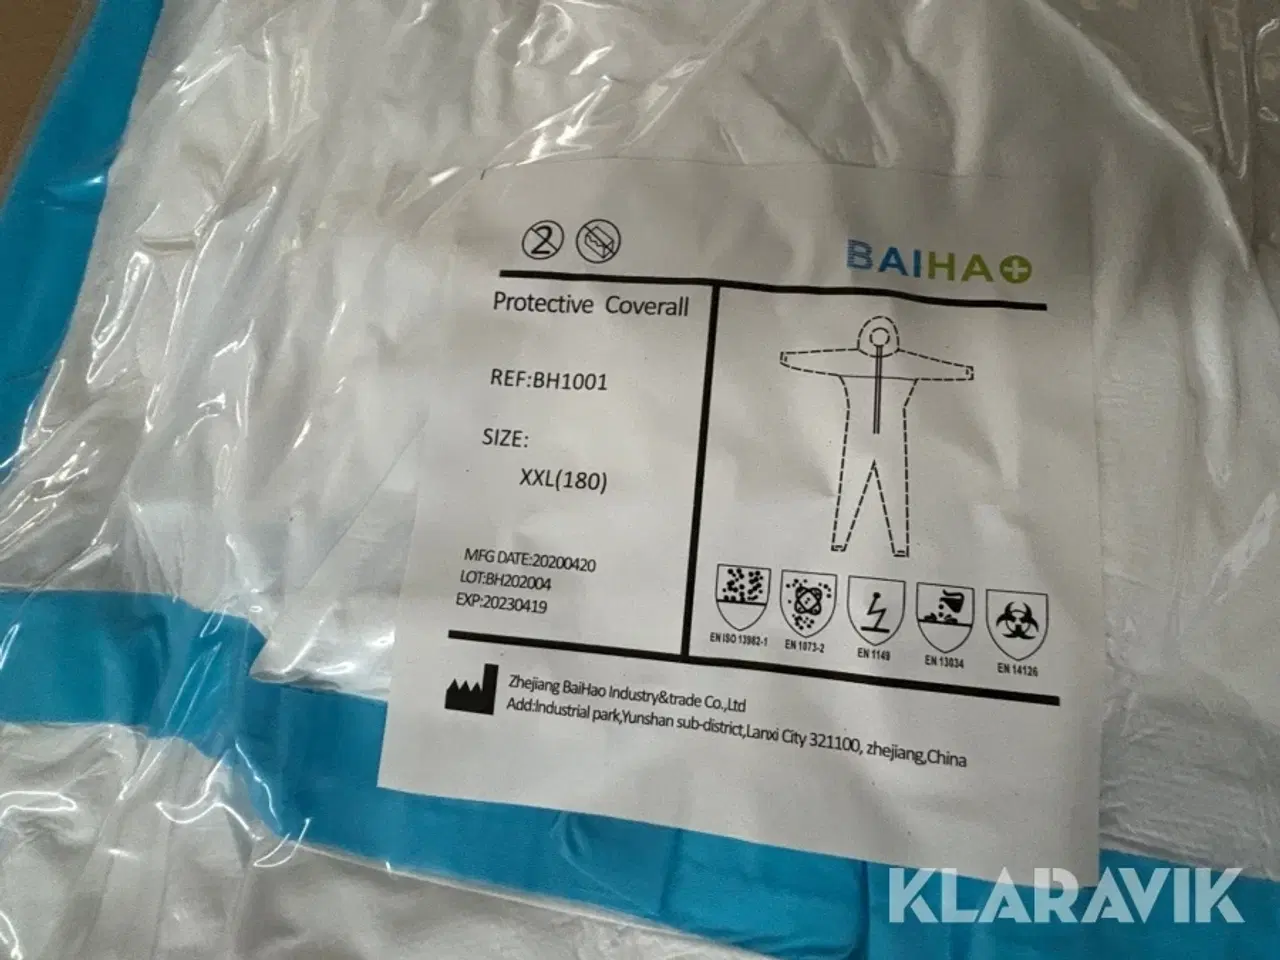 2
BAIHAO
Protective Coverall
REF:BH1001
SIZE:
XXL(180)
MFG DATE:20200420
LOT:BH202004
EXP:20230419
EN ISO 13982-1
EN 1073-2
EN 1149
EN 13034
EN 14126
Zhejiang BaiHao Industry&trade Co.,Ltd
Add:Industrial park,Yunshan sub-district,Lanxi City 321100, zhejiang,China
KLARAVIK